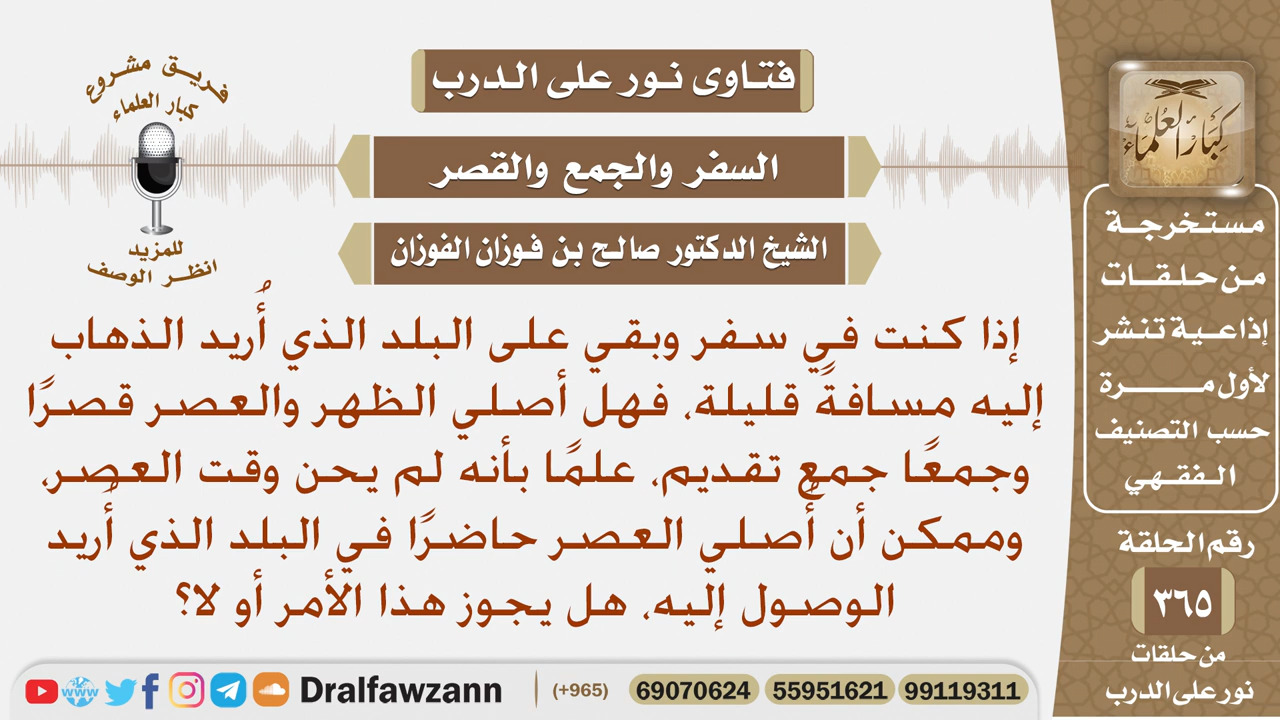 فتاوى نور على الدرب
السفر والجمع والقصر
الشيخ الدكتور صالح بن فوزان الفوزان
إذا كنت في سفر وبقي على البلد الذي أُريد الذهاب
إليه مسافةً قليلة، فهل أصلي الظهر والعصر قصرًا
وجمعًا جمع تقديم، علمًا بأنه لم يحن وقت العصر،
وممكن أن أُصلي العصر حاضرًا في البلد الذي أُريد
الوصول إليه، هل يجوز هذا الأمر أو لا؟
فريق مشروع
كبار العلماء
للمزيد
انظر الوصف
كبار العلماء
مستخرجة
من حلقات
إذاعية تنشر
لأول مرة
حسب التصنيف
الفقهي
رقم الحلقة
٣٦٥
من حلقات
نور على الدرب
www
Dralfawzann
(+965)
69070624
55951621
99119311